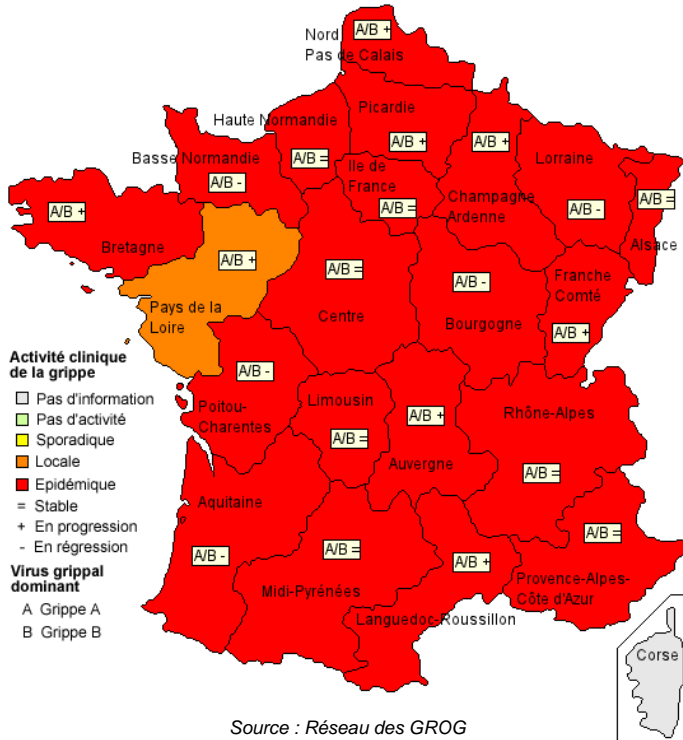 A/B +
Nord
Pas de Calais
Picardie
Haute Normandie
A/B +
A/B +
Basse Normandie
A/B =
Ile de
France
Lorraine
A/B -
Champagne
Ardenne
A/B =
A/B +
A/B =
A/B -
Bretagne
Alsace
A/B +
A/B =
A/B -
Franche
Comté
Pays de la
Loire
Centre
Bourgogne
A/B +
Activité clinique
de la grippe
Pas d'information
Pas d'activité
Sporadique
Locale
Epidémique
= Stable
+ En progression
- En régression
Virus grippal
dominant
A Grippe A
B Grippe B
A/B -
Poitou-
Charentes
Limousin
A/B =
A/B +
Auvergne
Rhône-Alpes
A/B =
Aquitaine
A/B -
A/B =
Midi-Pyrénées
A/B +
Languedoc-Roussillon
A/B =
Provence-Alpes-
Côte d'Azur
Corse
Source : Réseau des GROG